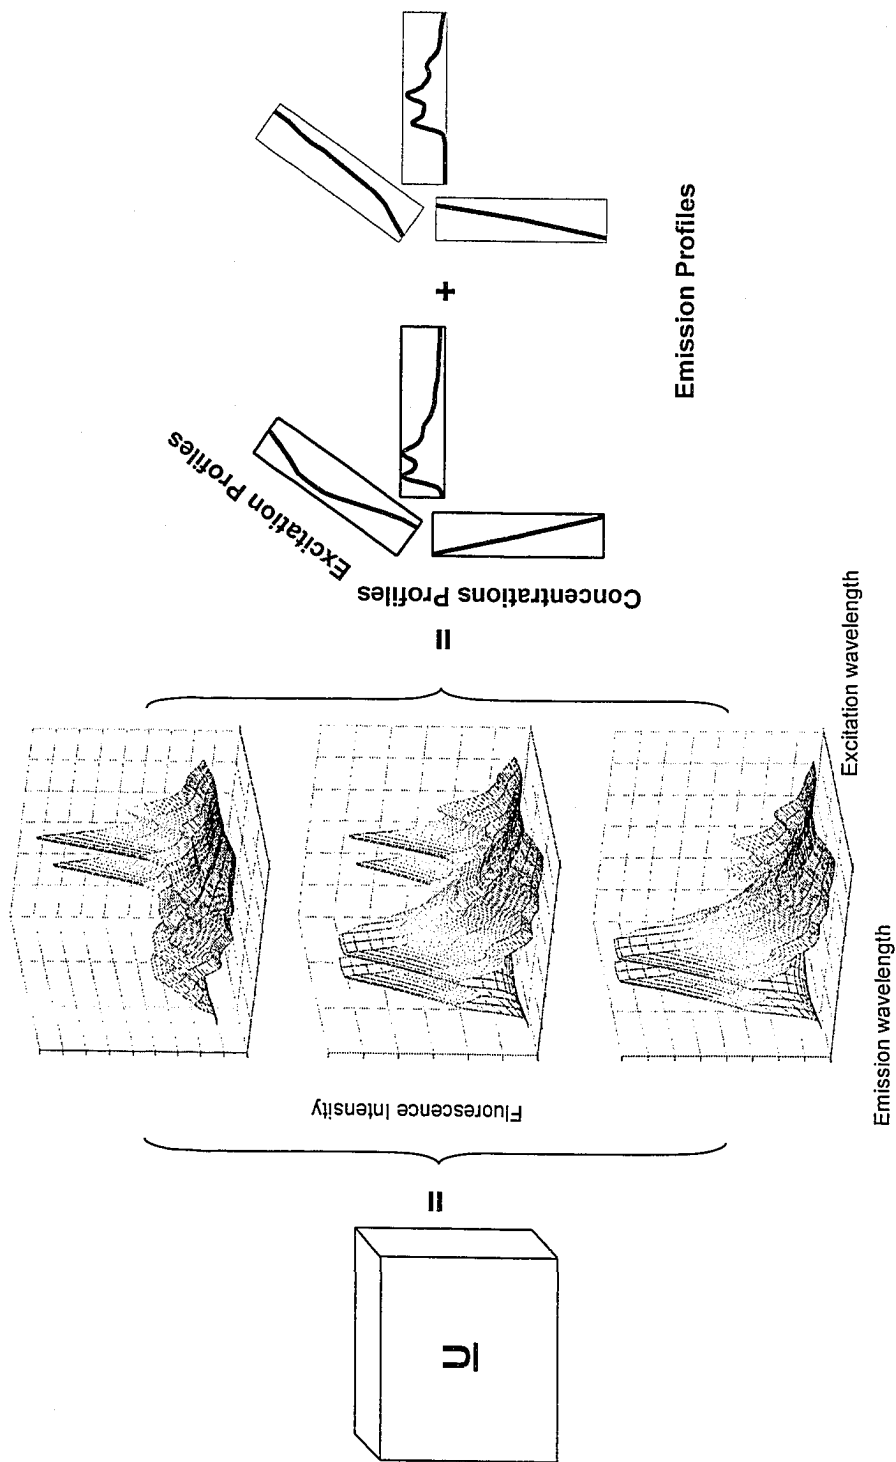 U
=
Fluorescence Intensity
Emission wavelength
Excitation wavelength
=
Concentrations Profiles
Excitation Profiles
+
Emission Profiles